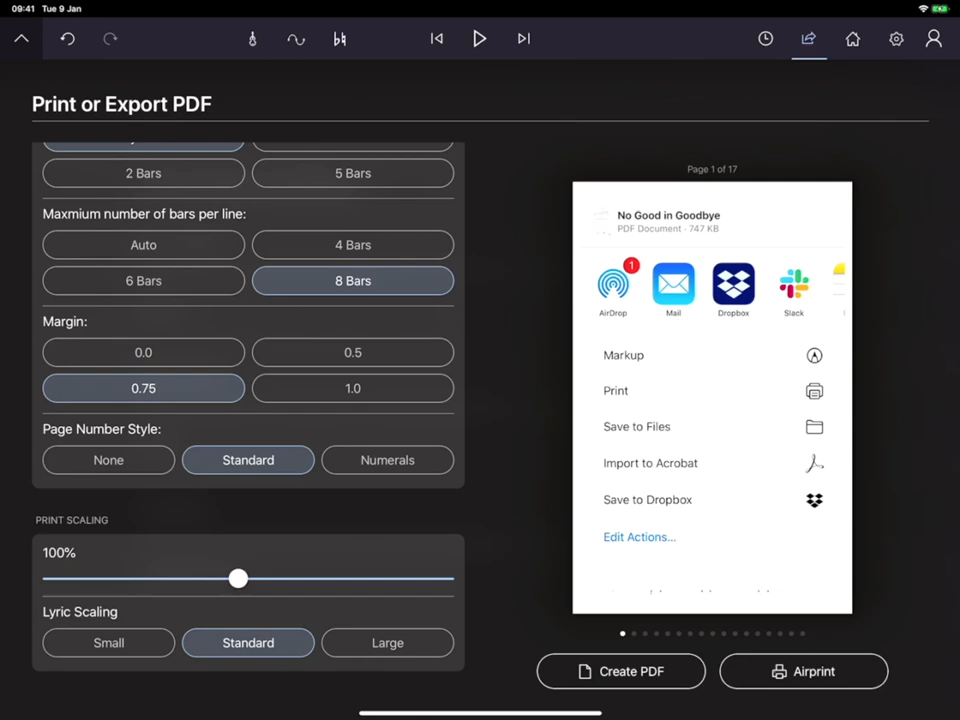 09:41 Tue 9 Jan
Print or Export PDF
2 Bars
5 Bars
Maxmium number of bars per line:
Auto
4 Bars
6 Bars
8 Bars
Margin:
0.0
0.5
0.75
1.0
Page Number Style:
None
Standard
Numerals
PRINT SCALING
100%
Lyric Scaling
Small
Standard
Large
Page 1 of 17
No Good in Goodbye
PDF Document · 747 KB
1
AirDrop
Mail
Dropbox
Slack
Markup
Print
Save to Files
Import to Acrobat
Save to Dropbox
Edit Actions...
Create PDF
Airprint